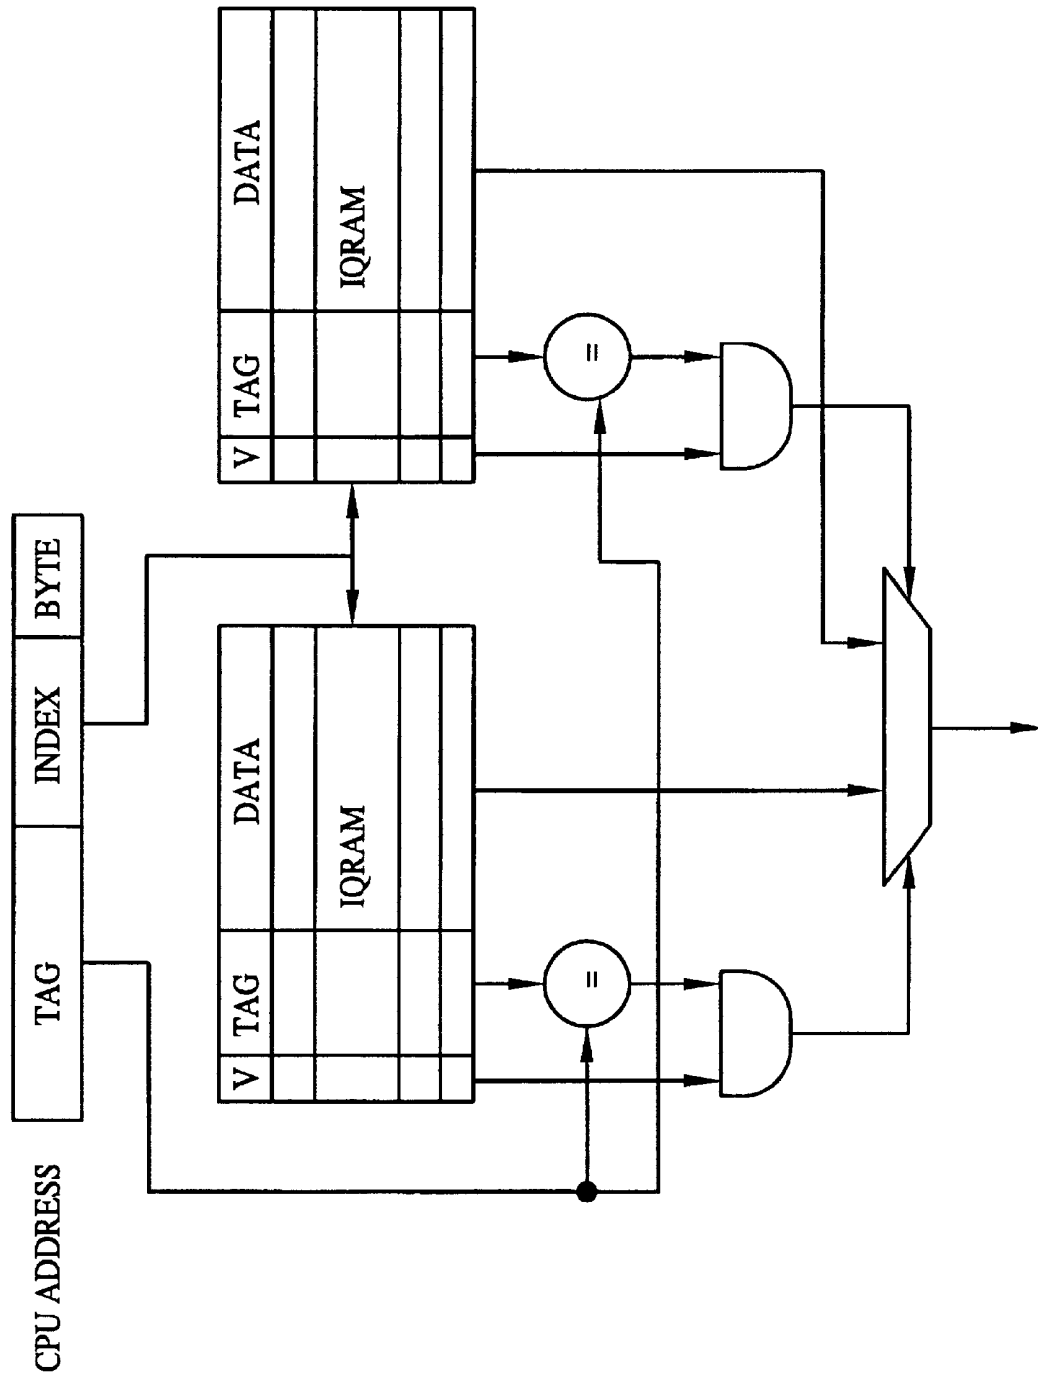 CPU ADDRESS
TAG INDEX BYTE
V TAG DATA
IQRAM
=
V TAG DATA
IQRAM
=